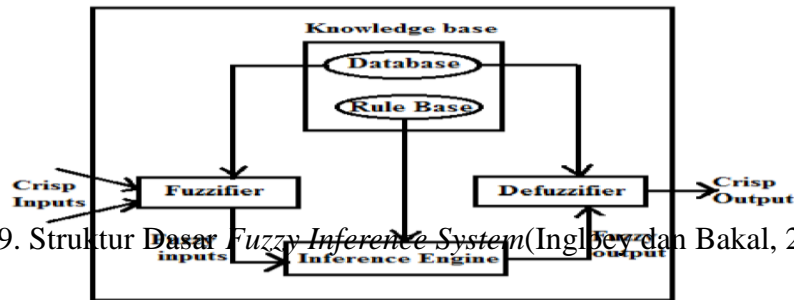 Knowledge base
Database
Rule Base
Crisp
Inputs
Fuzzifier
Defuzzifier
Crisp
Output
9. Struktur Dasar Fuzzy Inference System(Ingl dan Bakal, 2
inputs
Inference Engine
output